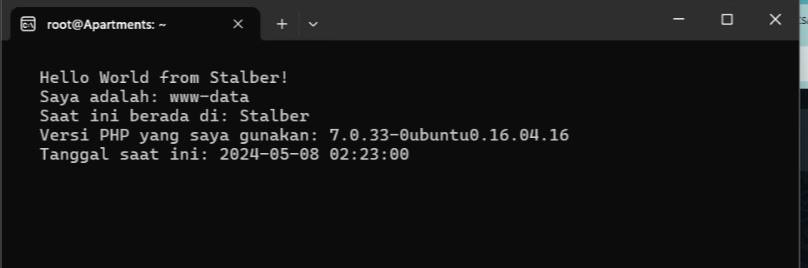 root@Apartments: ~
Hello World from Stalber!
Saya adalah: www-data
Saat ini berada di: Stalber
Versi PHP yang saya gunakan: 7.0.33-0ubuntu0.16.04.16
Tanggal saat ini: 2024-05-08 02:23:00